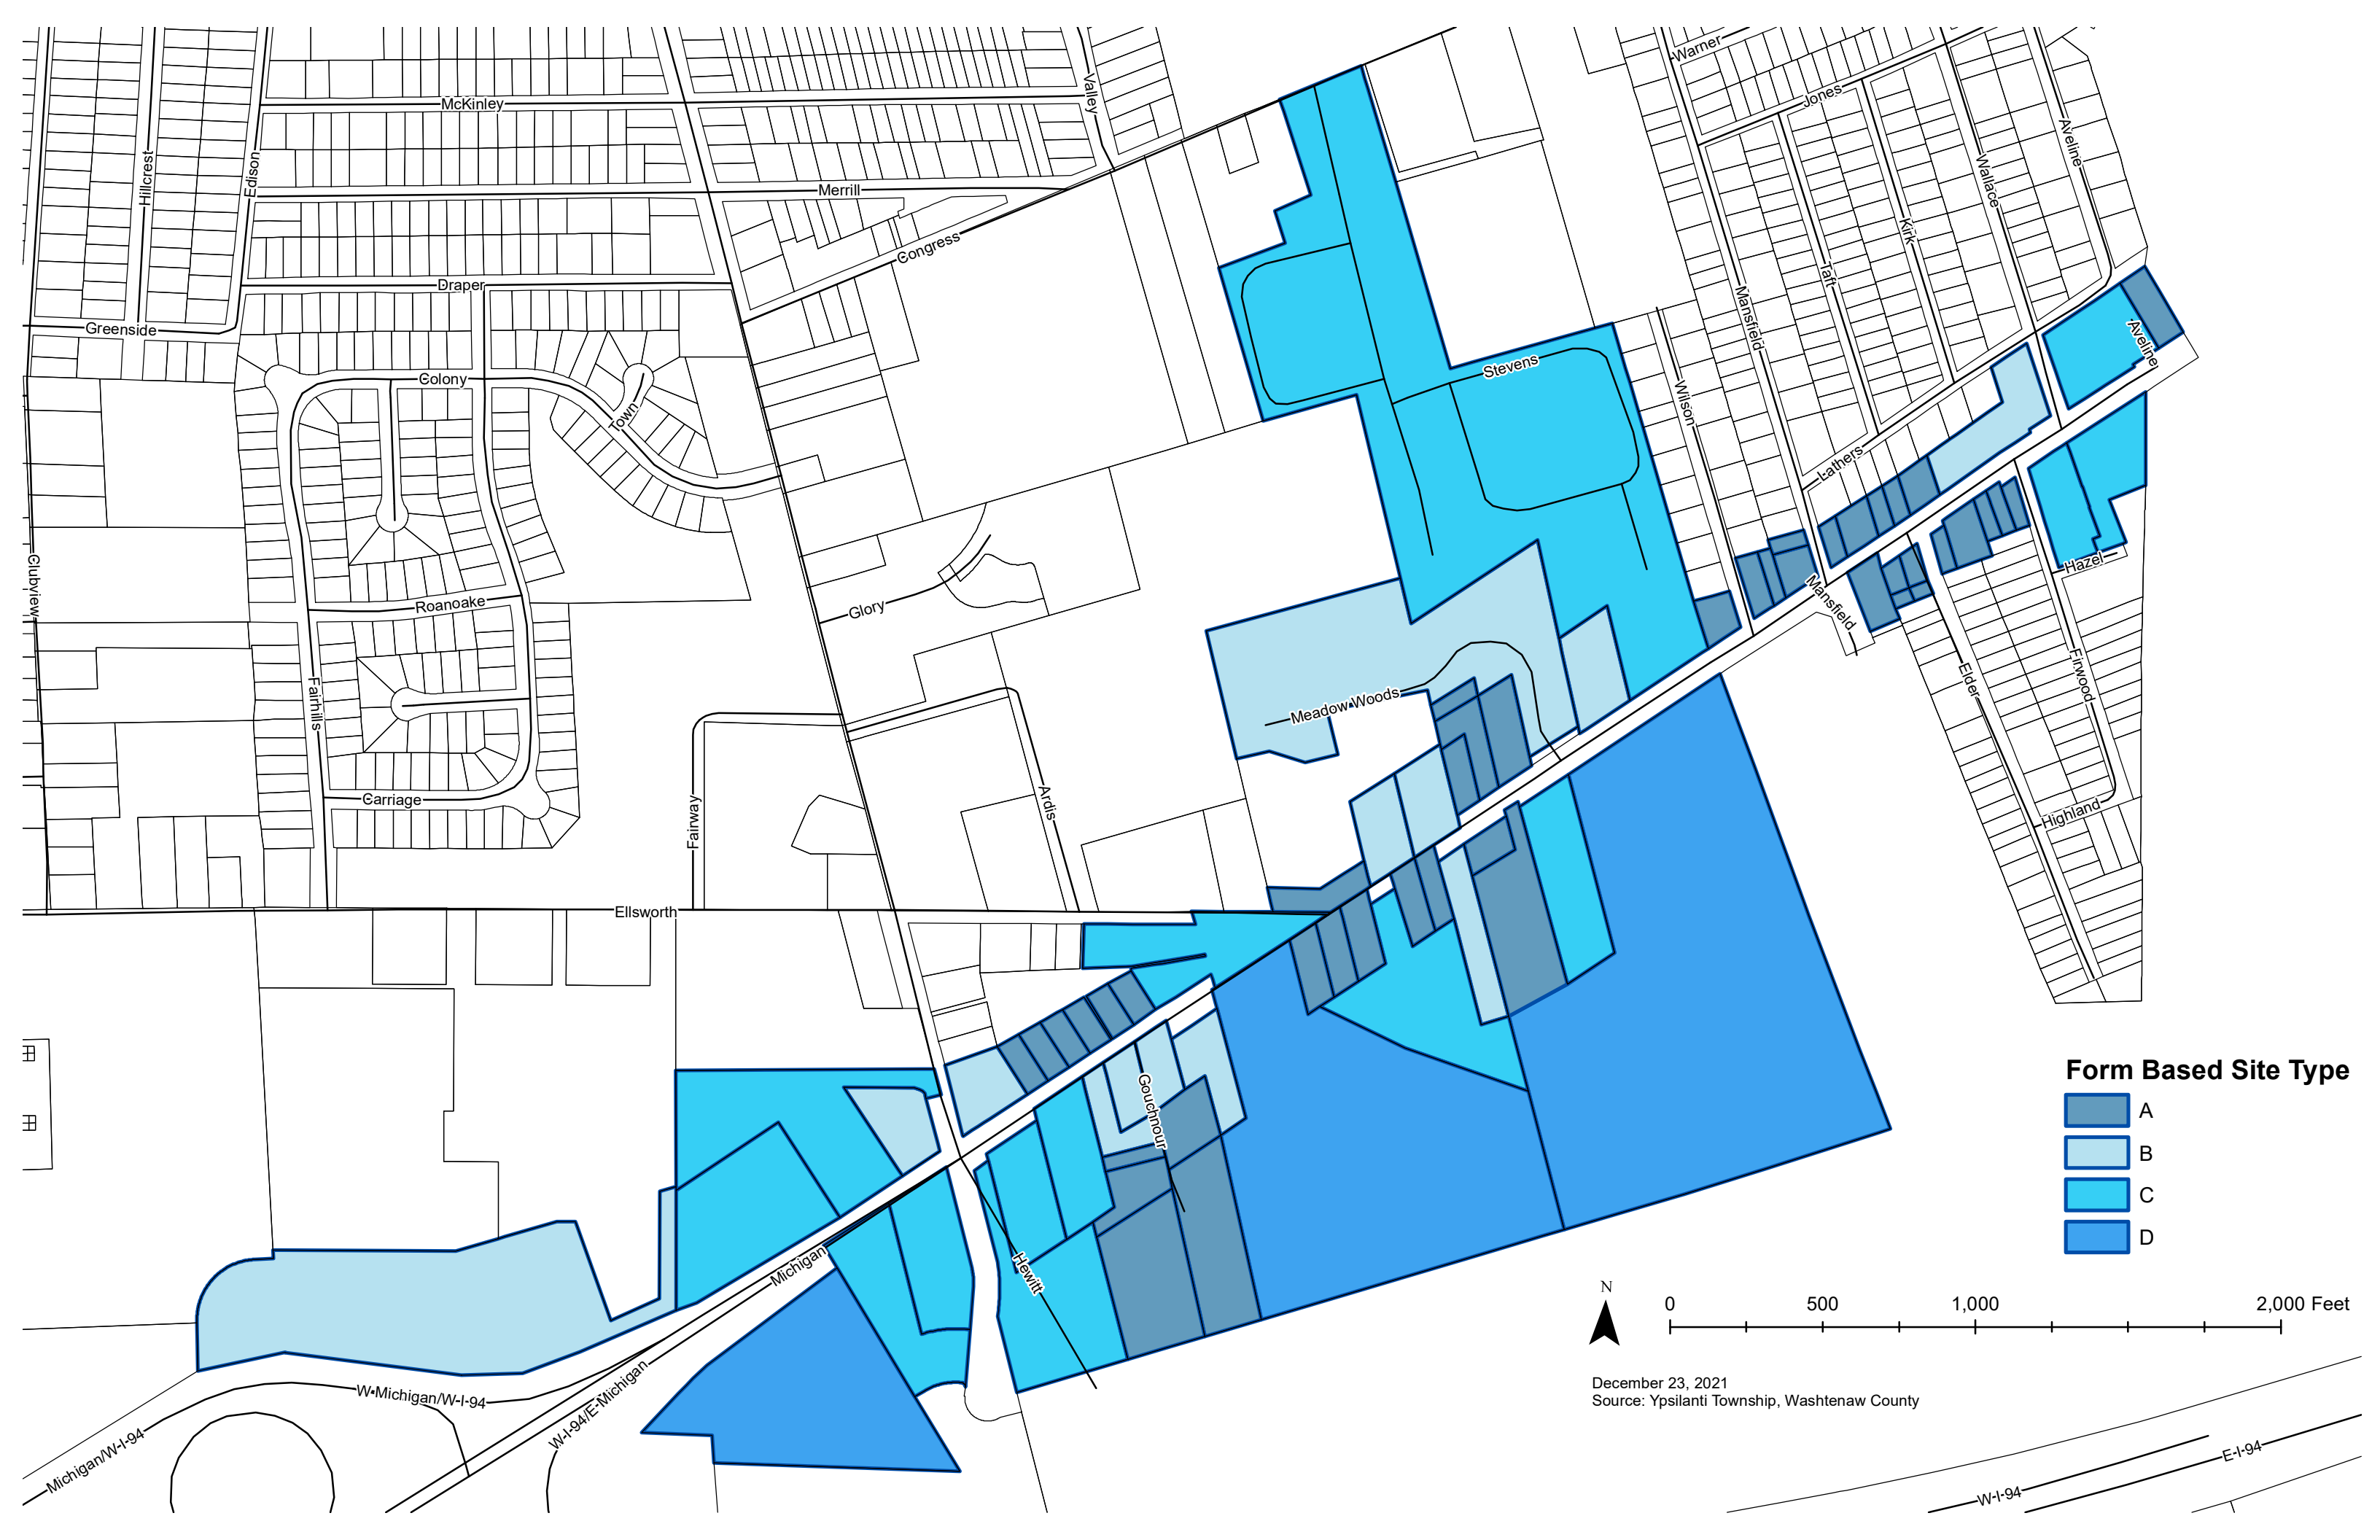 Warner
Valley
McKinley
Jones
Aveline
Hillcrest
Edison
Merrill
Wallace
Kirk
Congress
Taft
Draper
Mansfield
Greenside
Aveline
Stevens
Colony
Wilson
Town
Lathers
Clubview
Hazel
Roanoake
Glory
Mansfield
Fairhills
Elder
Firwood
Meadow Woods
Carriage
Fairway
Ardis
Highland
Ellsworth
Gouchnour
Form Based Site Type
A
B
C
D
Michigan
Hewitt
N
0
500
1,000
2,000 Feet
December 23, 2021
Source: Ypsilanti Township, Washtenaw County
W-Michigan/W-I-94
W-I-94/E-Michigan
Michigan/W-I-94
E-I-94
W-I-94